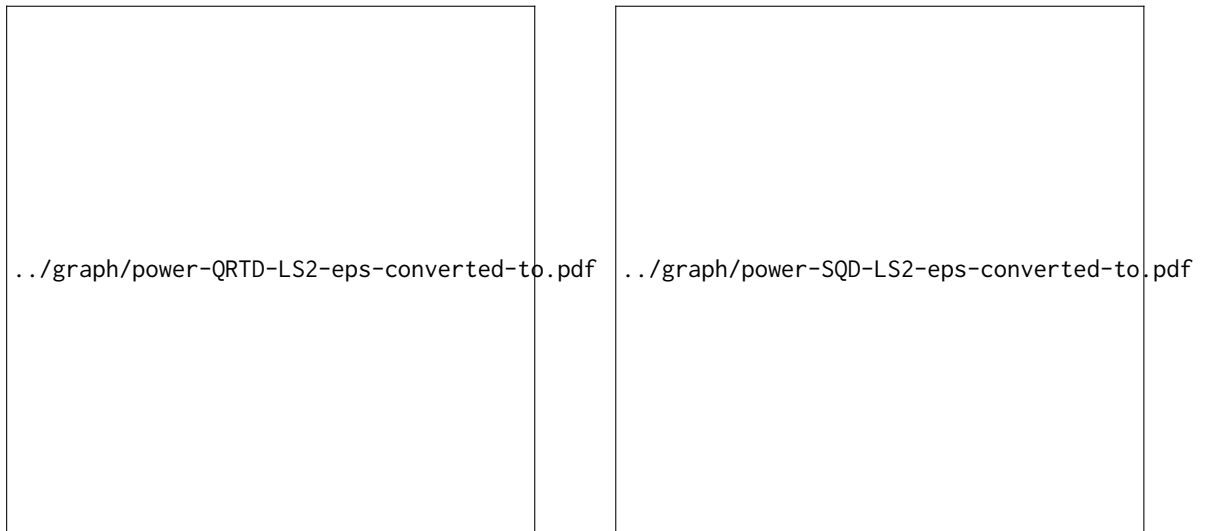 ../graph/power-QRTD-LS2-eps-converted-to.pdf
../graph/power-SQD-LS2-eps-converted-to.pdf